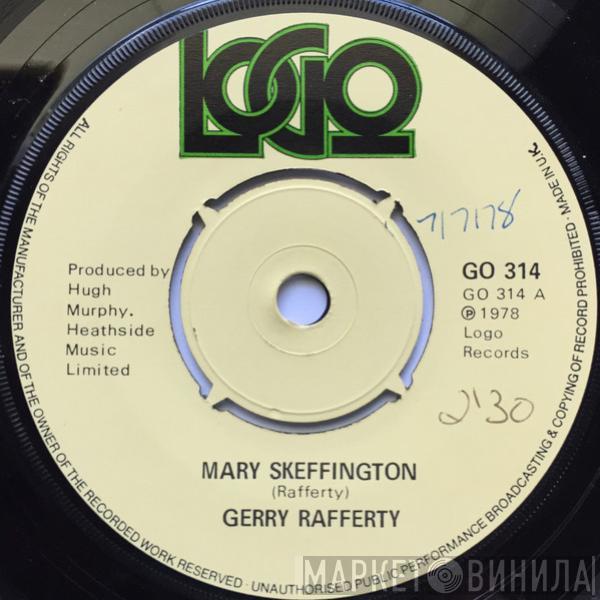 LOGO
ALL RIGHTS OF THE MANUFACTURER AND OF THE OWNER OF THE RECORDED WORK RESERVED · UNAUTHORISED PUBLIC PERFORMANCE BROADCASTING & COPYING OF RECORD PROHIBITED · MADE IN U.K.
7/7/78
Produced by
Hugh
Murphy.
Heathside
Music
Limited
GO 314
GO 314 A
Ⓟ 1978
Logo
Records
2'30
MARY SKEFFINGTON
(Rafferty)
GERRY RAFFERTY
МАРКЕТ ВИНИЛА